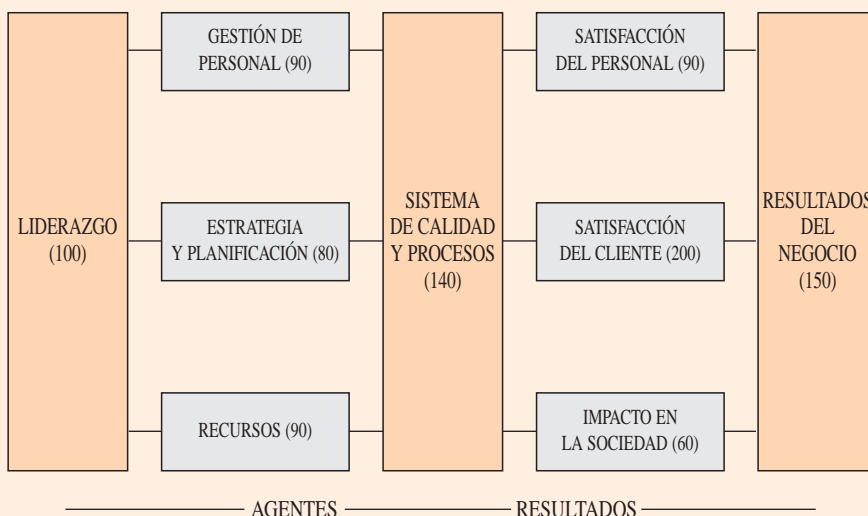 LIDERAZGO
(100)
GESTIÓN DE
PERSONAL (90)
ESTRATEGIA
Y PLANIFICACIÓN (80)
RECURSOS (90)
SISTEMA
DE CALIDAD
Y PROCESOS
(140)
SATISFACCIÓN
DEL PERSONAL (90)
SATISFACCIÓN
DEL CLIENTE (200)
IMPACTO EN
LA SOCIEDAD (60)
RESULTADOS
DEL
NEGOCIO
(150)
AGENTES
RESULTADOS